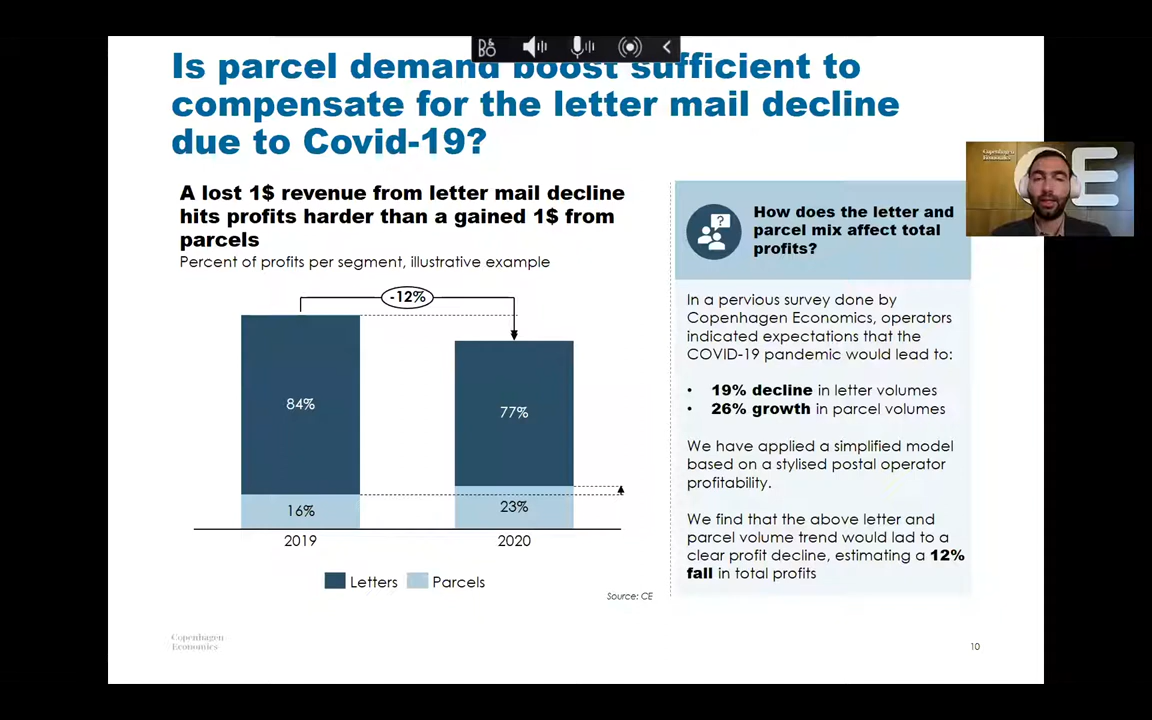 Is parcel demand boost sufficient to
compensate for the letter mail decline
due to Covid-19?
A lost 1$ revenue from letter mail decline
hits profits harder than a gained 1$ from
parcels
Percent of profits per segment, illustrative example
-12%
84%
77%
16%
23%
2019
2020
Letters
Parcels
Source: CE
How does the letter and
parcel mix affect total
profits?
In a pervious survey done by
Copenhagen Economics, operators
indicated expectations that the
COVID-19 pandemic would lead to:
• 19% decline in letter volumes
• 26% growth in parcel volumes
We have applied a simplified model
based on a stylised postal operator
profitability.
We find that the above letter and
parcel volume trend would lad to a
clear profit decline, estimating a 12%
fall in total profits
Copenhagen
Economics
10
B&O
?
Copenhagen
Economics
CE